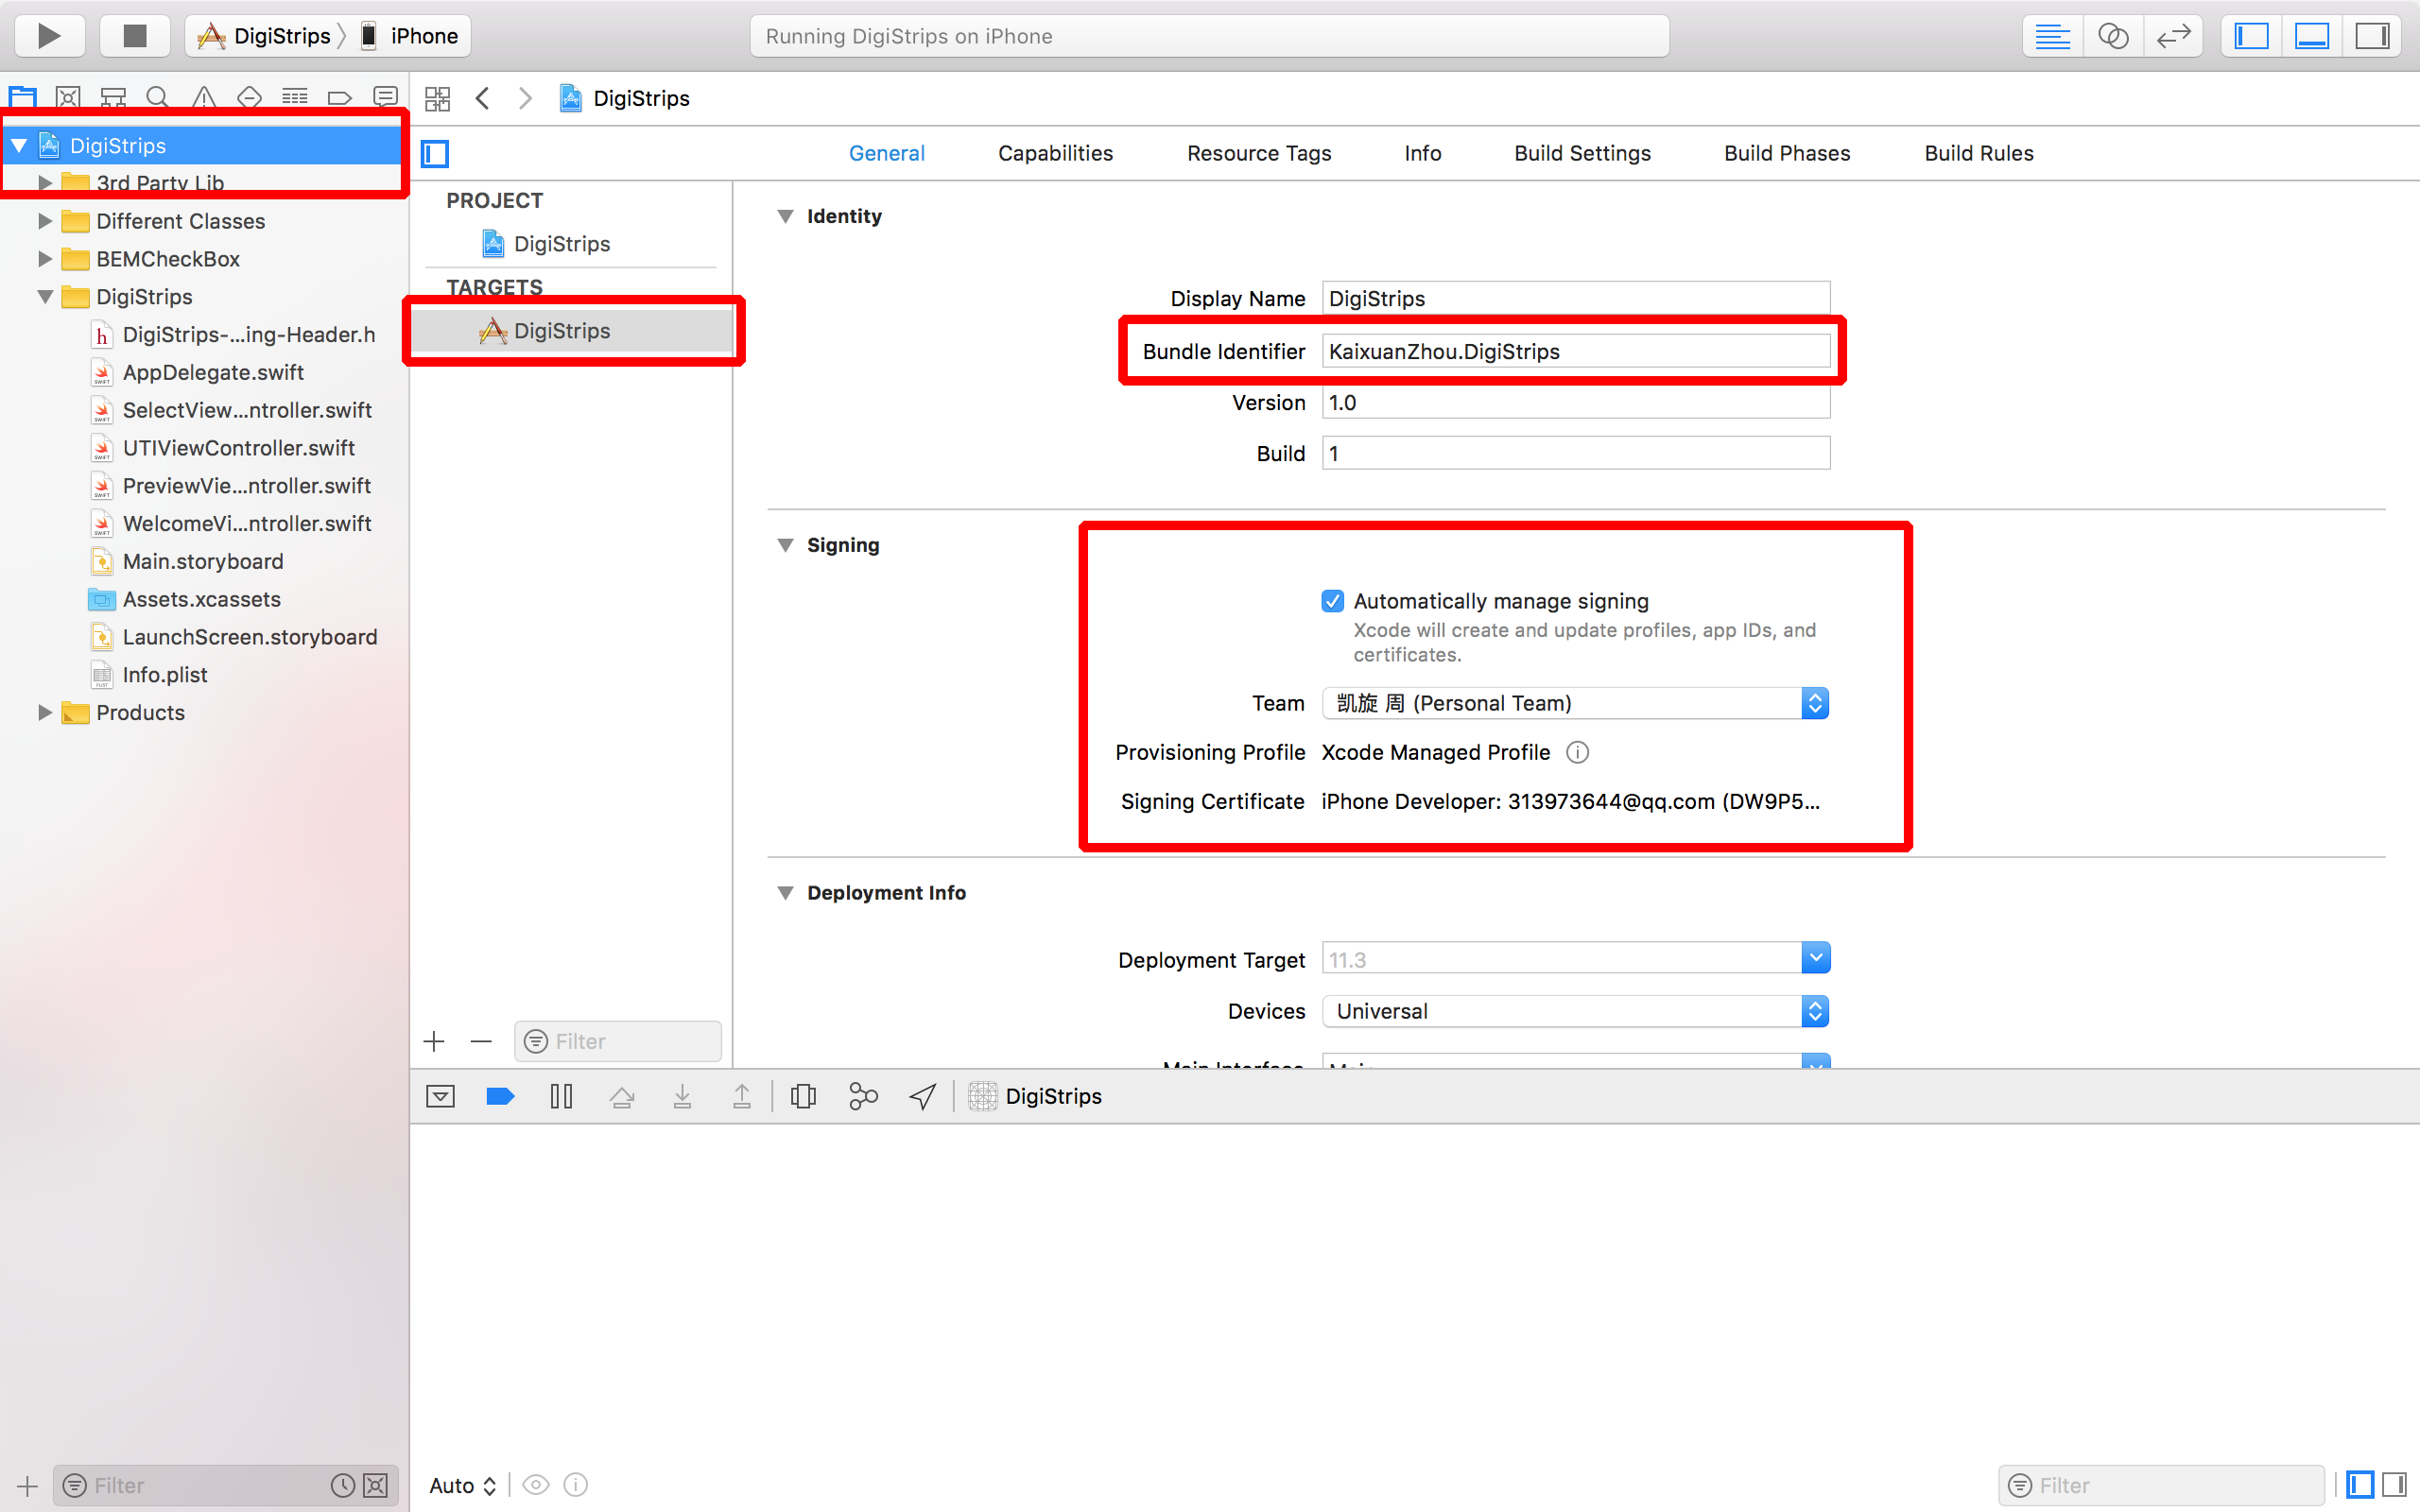 DigiStrips 〉 iPhone
Running DigiStrips on iPhone
DigiStrips
DigiStrips
3rd Party Lib
Different Classes
BEMCheckBox
DigiStrips
DigiStrips-...ing-Header.h
AppDelegate.swift
SelectView...ntroller.swift
UTIViewController.swift
PreviewVie...ntroller.swift
WelcomeVi...ntroller.swift
Main.storyboard
Assets.xcassets
LaunchScreen.storyboard
Info.plist
Products
Filter
General Capabilities Resource Tags Info Build Settings Build Phases Build Rules
PROJECT
DigiStrips
TARGETS
DigiStrips
Filter
Identity
Display Name DigiStrips
Bundle Identifier KaixuanZhou.DigiStrips
Version 1.0
Build 1
Signing
Automatically manage signing
Xcode will create and update profiles, app IDs, and
certificates.
Team 凯旋 周 (Personal Team)
Provisioning Profile Xcode Managed Profile
Signing Certificate iPhone Developer: 313973644@qq.com (DW9P5...
Deployment Info
Deployment Target 11.3
Devices Universal
Main Interface Main
DigiStrips
Auto
Filter